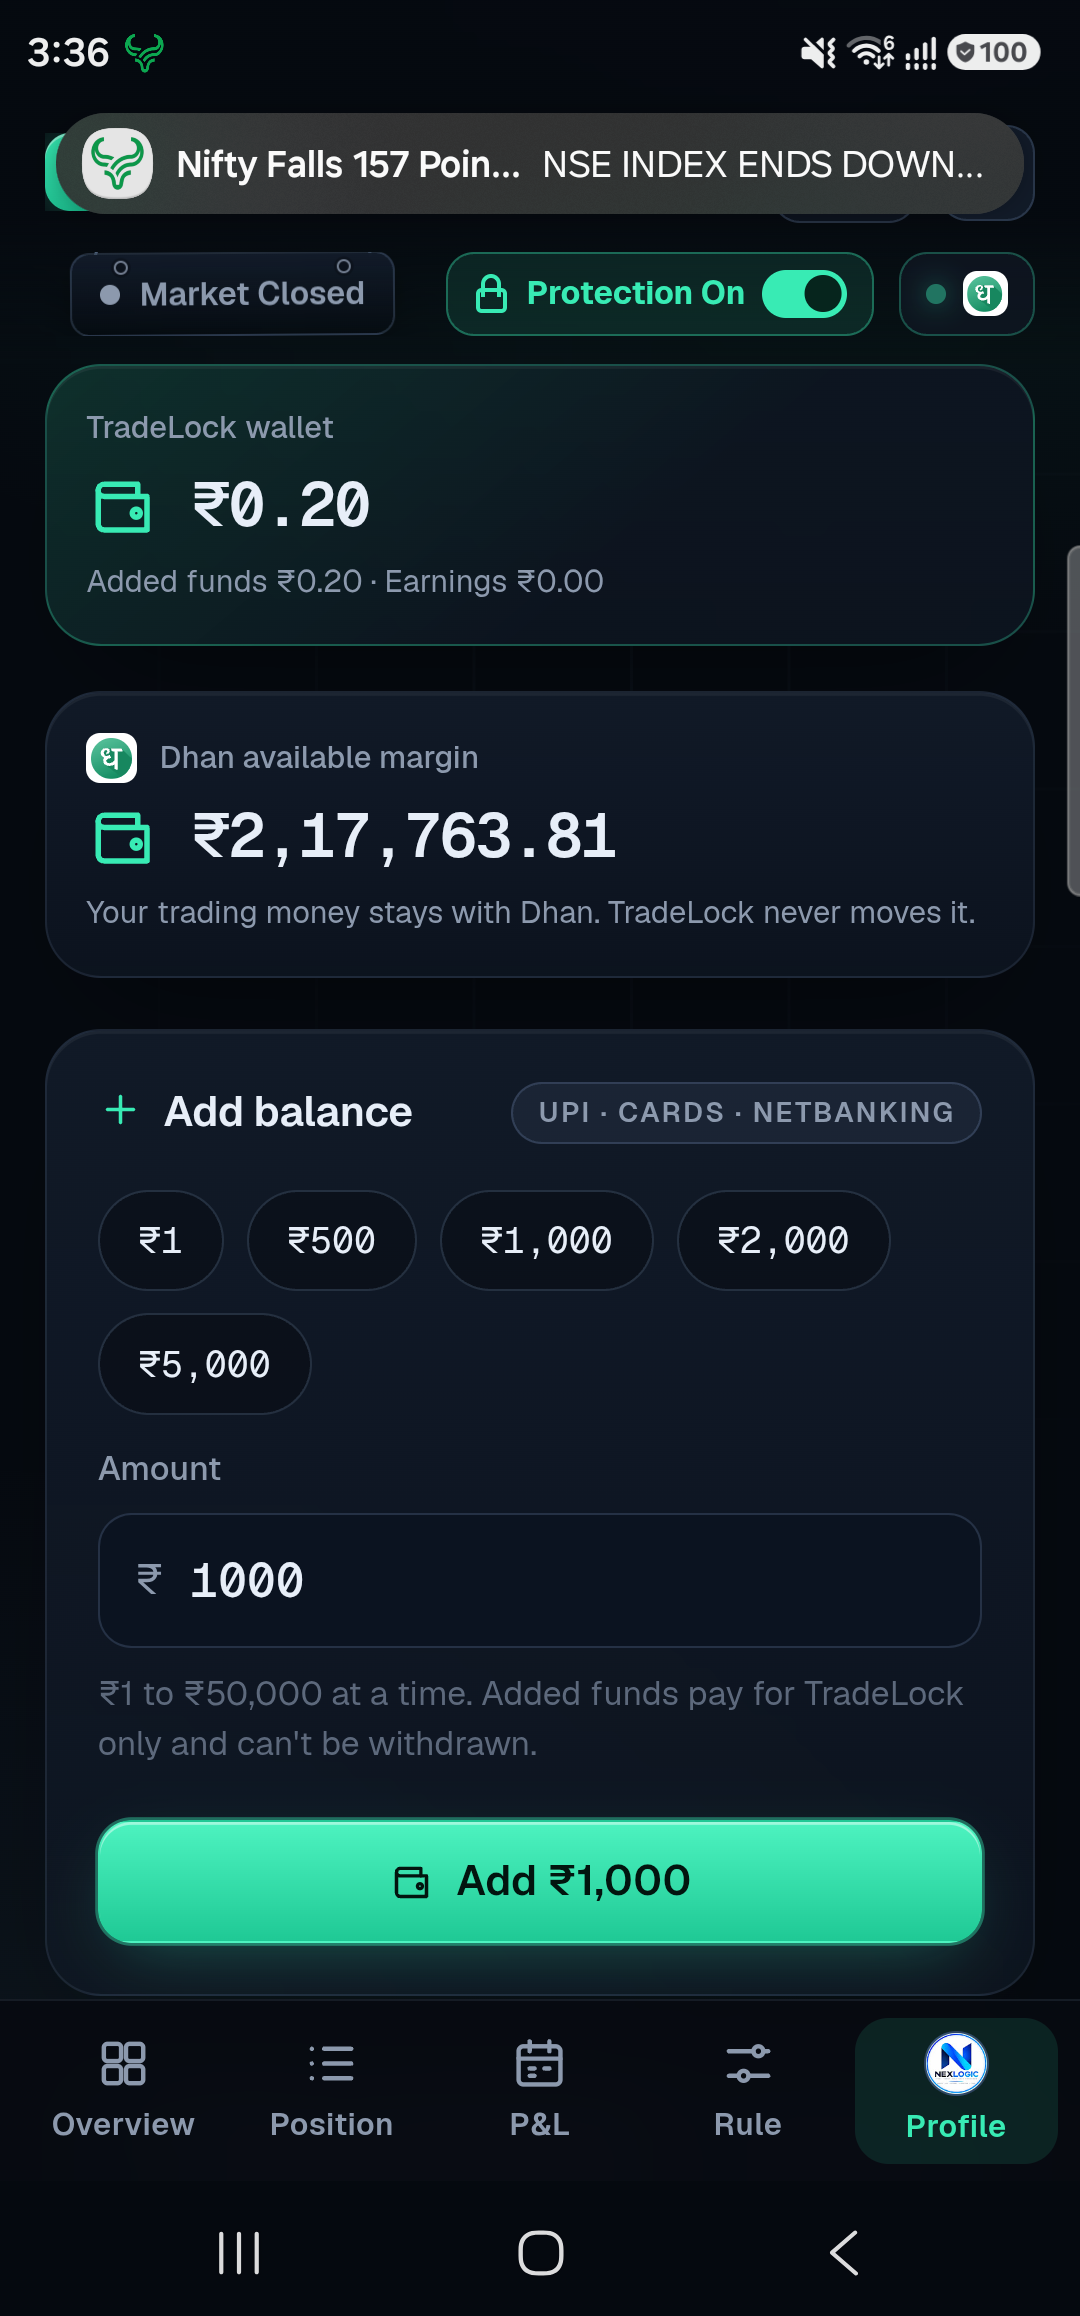 3:36
6
100
Nifty Falls 157 Poin... NSE INDEX ENDS DOWN...
Market Closed
Protection On
ध
TradeLock wallet
₹0.20
Added funds ₹0.20 · Earnings ₹0.00
ध
Dhan available margin
₹2,17,763.81
Your trading money stays with Dhan. TradeLock never moves it.
Add balance
UPI · CARDS · NETBANKING
₹1
₹500
₹1,000
₹2,000
₹5,000
Amount
₹ 1000
₹1 to ₹50,000 at a time. Added funds pay for TradeLock
only and can't be withdrawn.
Add ₹1,000
N
NEXLOGIC
Overview
Position
P&L
Rule
Profile